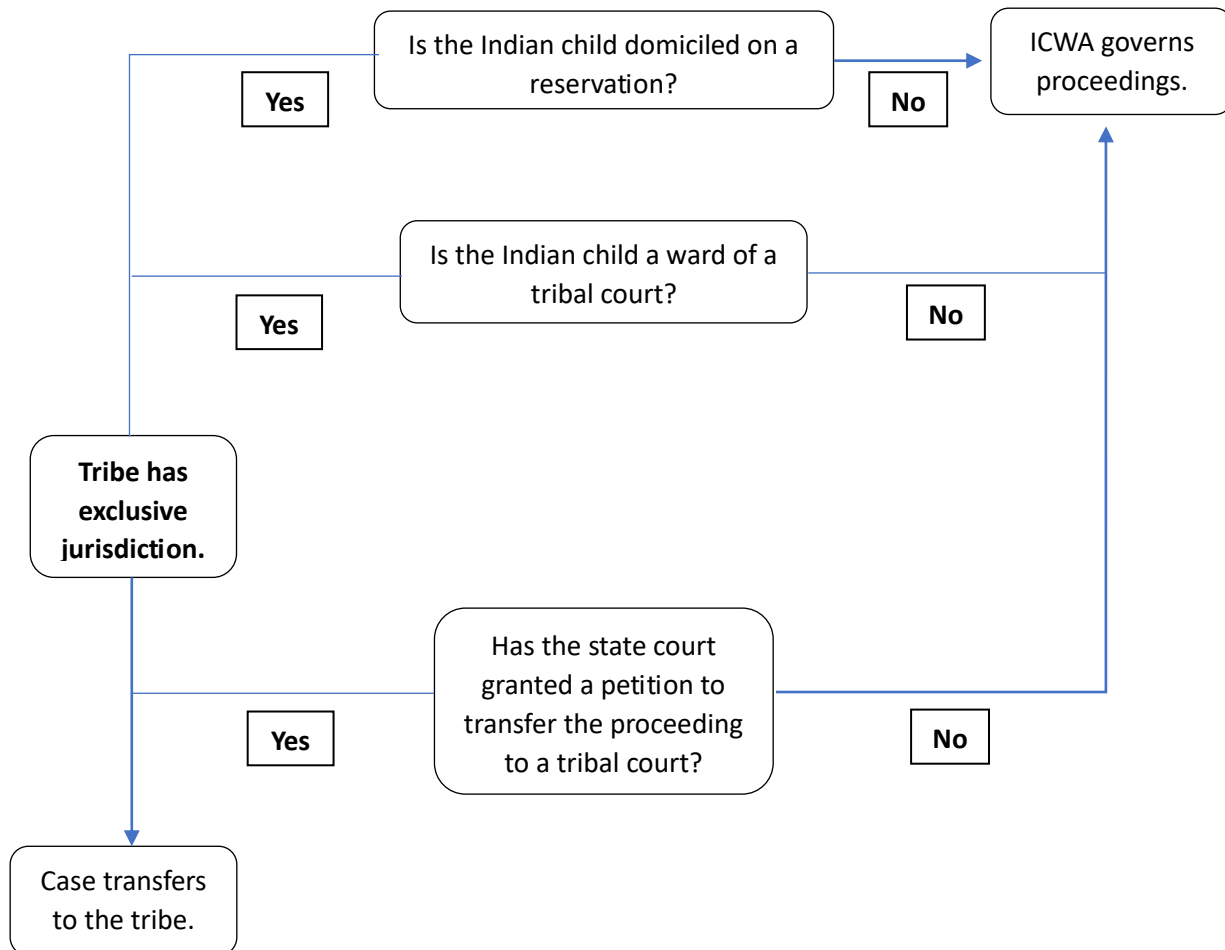 Is the Indian child domiciled on a
reservation?
ICWA governs
proceedings.
Yes
No
Is the Indian child a ward of a
tribal court?
Yes
No
Tribe has
exclusive
jurisdiction.
Has the state court
granted a petition to
transfer the proceeding
to a tribal court?
Yes
No
Case transfers
to the tribe.